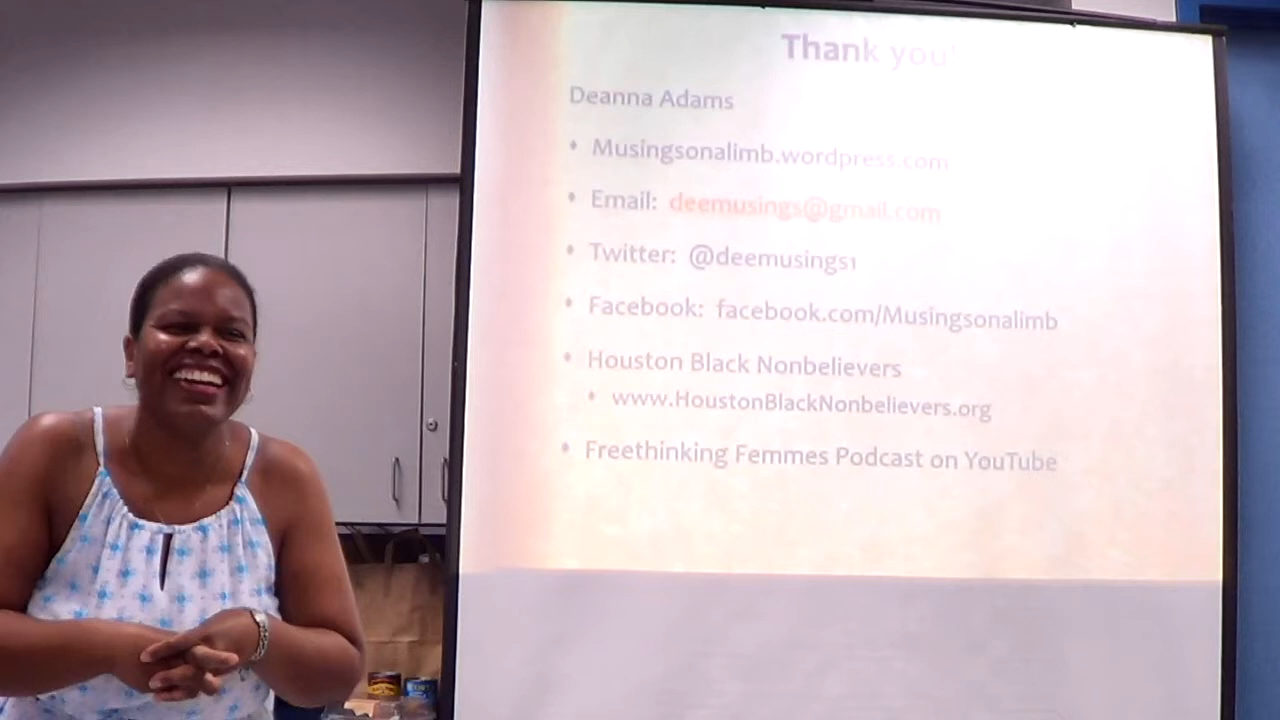 Thank you!
Deanna Adams
• Musingsonalimb.wordpress.com
• Email: deemusings@gmail.com
• Twitter: @deemusings1
• Facebook: facebook.com/Musingsonalimb
• Houston Black Nonbelievers
• www.HoustonBlackNonbelievers.org
• Freethinking Femmes Podcast on YouTube